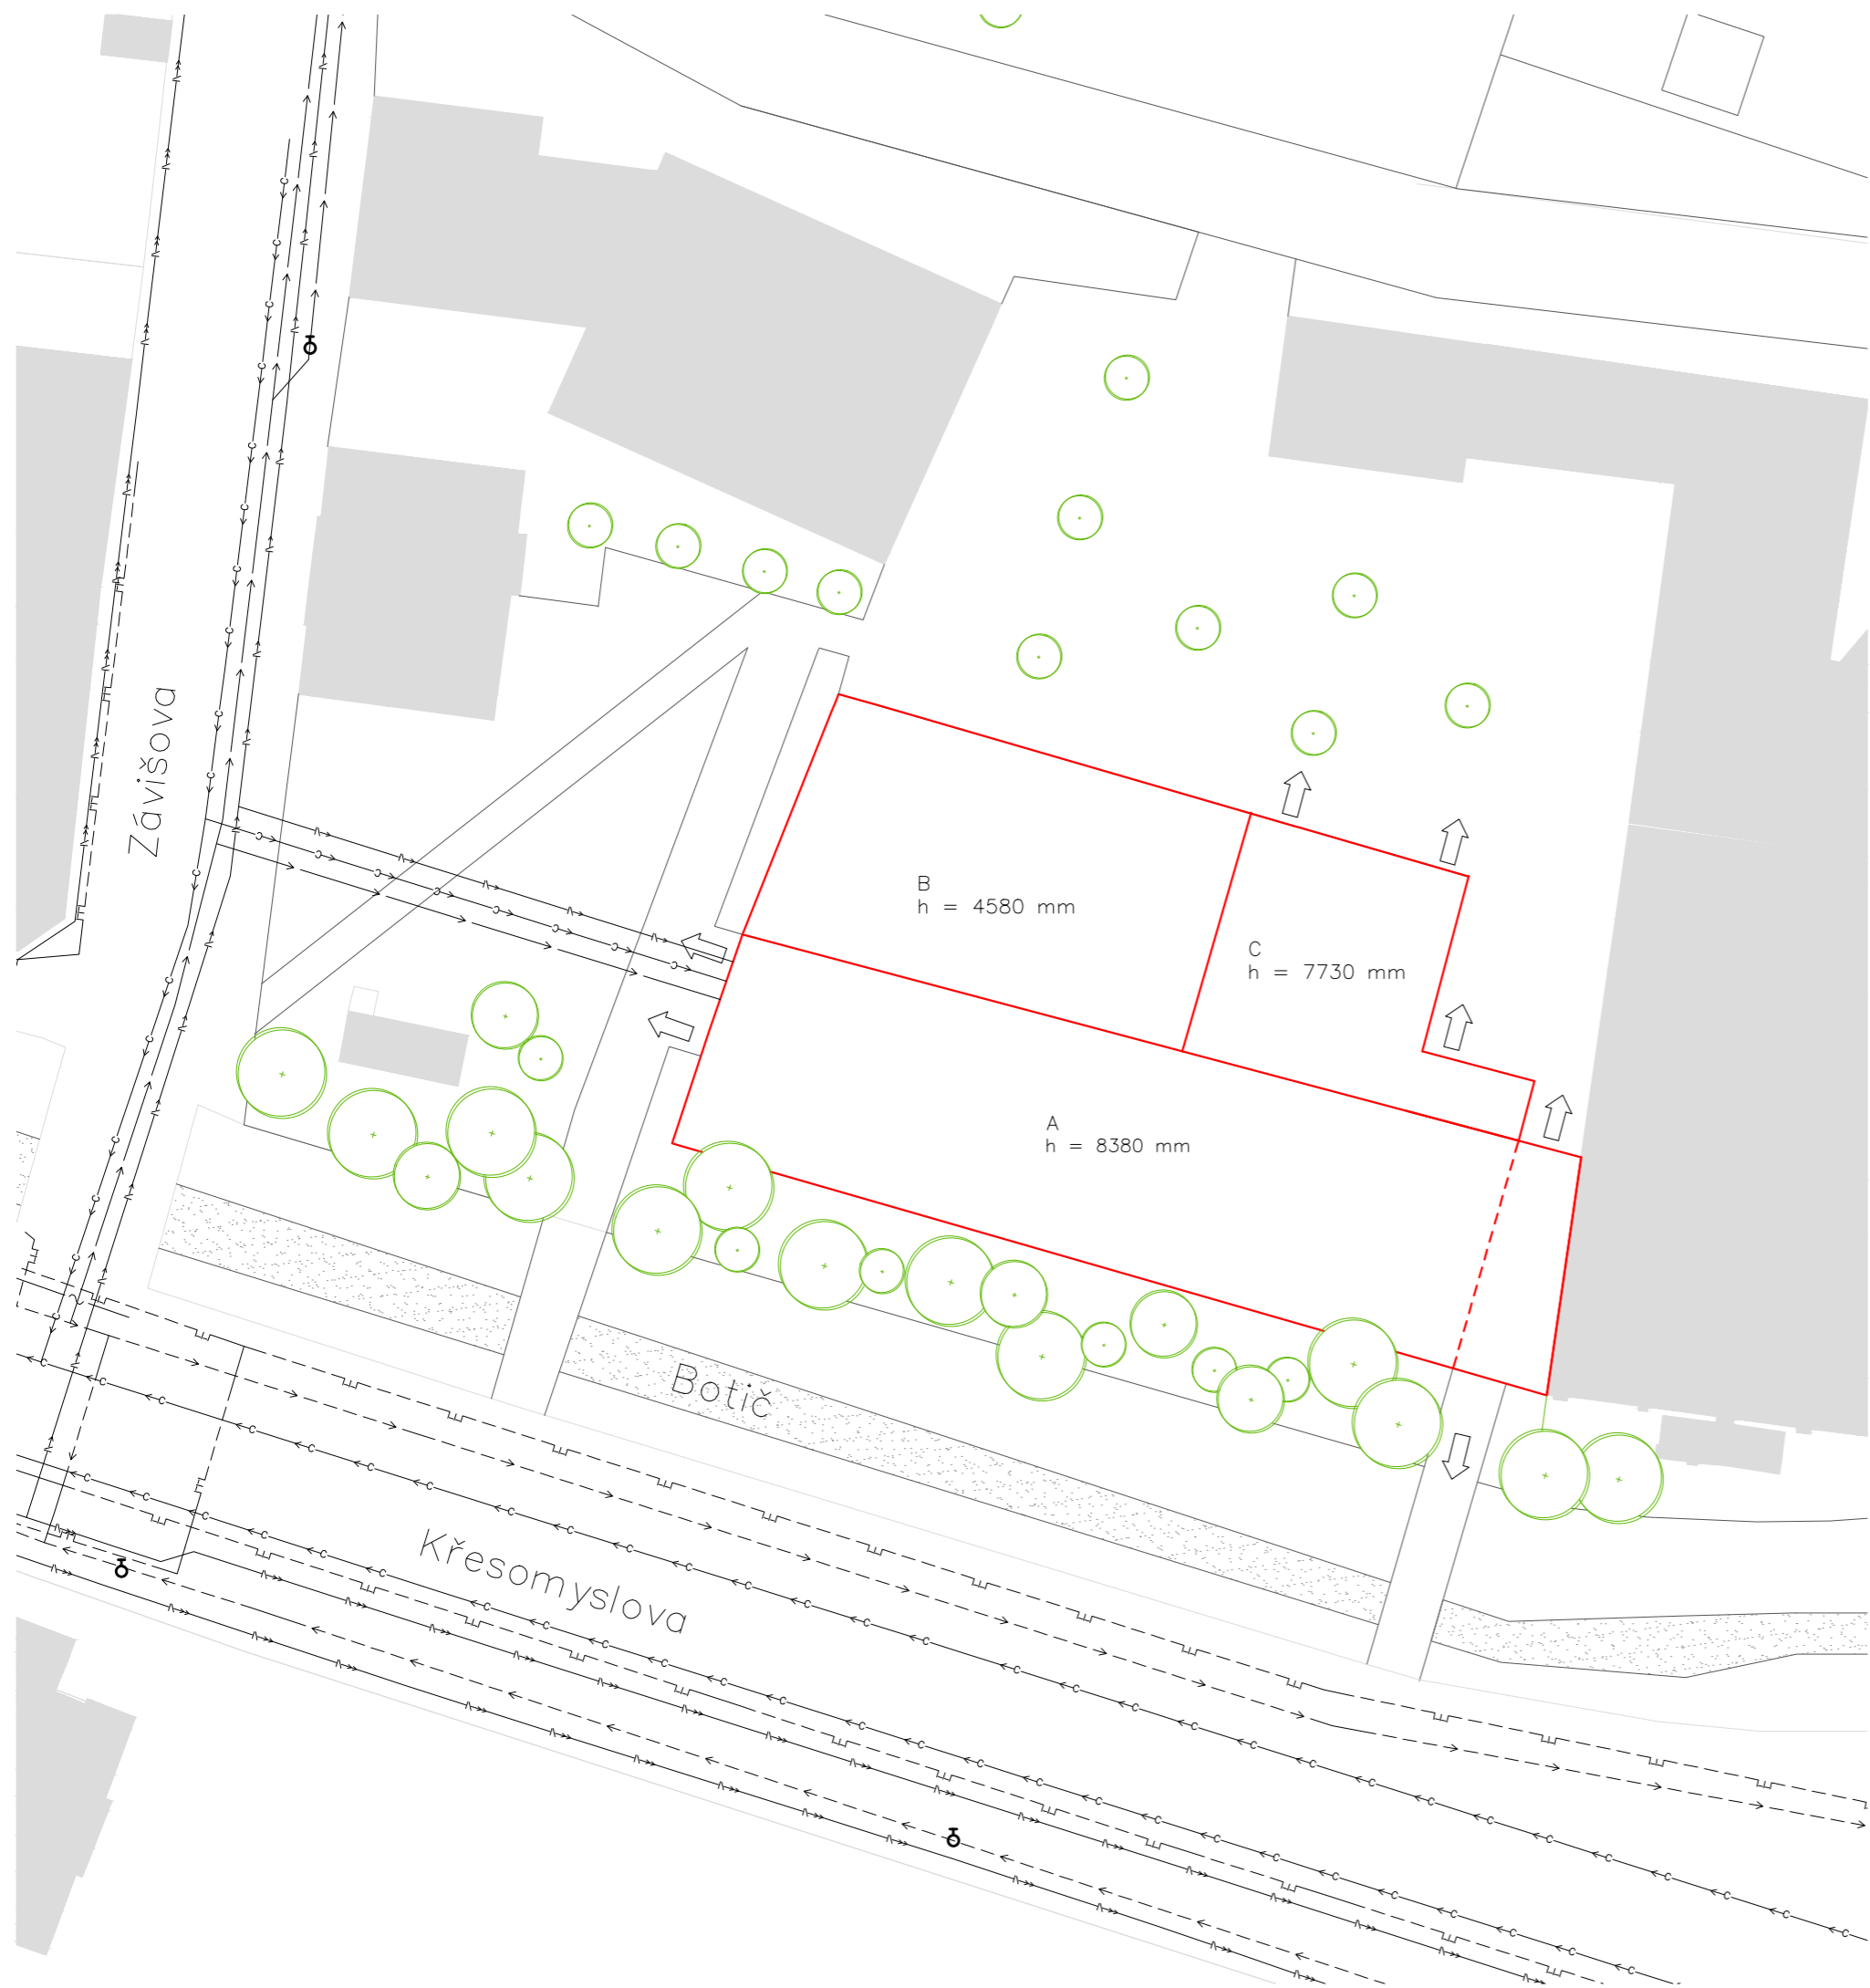 Závišova
B
h = 4580 mm
C
h = 7730 mm
A
h = 8380 mm
Botič
Křesomyslova